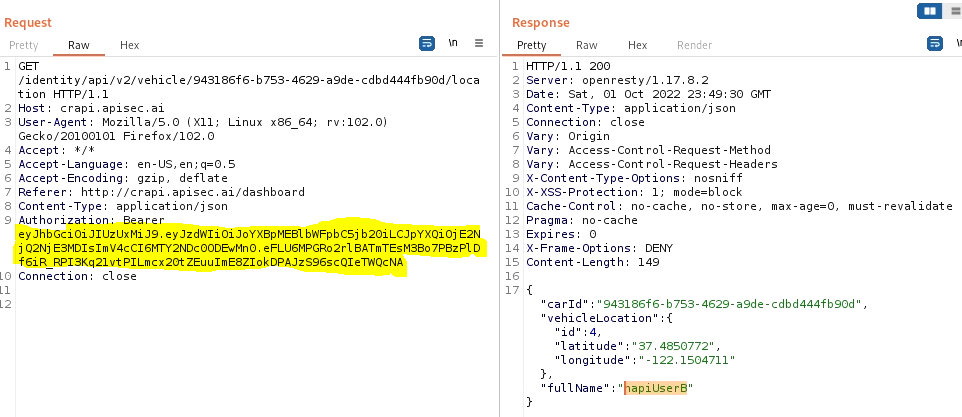 Request
Response
Pretty Raw Hex
\n
Pretty Raw Hex Render
1 GET
/identity/api/v2/vehicle/943186f6-b753-4629-a9de-cdbd444fb90d/loca
tion HTTP/1.1
2 Host: crapi.apisec.ai
3 User-Agent: Mozilla/5.0 (X11; Linux x86_64; rv:102.0)
Gecko/20100101 Firefox/102.0
4 Accept: */*
5 Accept-Language: en-US,en;q=0.5
6 Accept-Encoding: gzip, deflate
7 Referer: http://crapi.apisec.ai/dashboard
8 Content-Type: application/json
9 Authorization: Bearer
eyJhbGciOiJIUzUxMiJ9.eyJzdWIiOiJoYXBpMEBlbWFpbC5jb20iLCJpYXQiOjE2N
jQ2NjE3MDIsImV4cCI6MTY2NDc0ODEwMn0.eFLU6MPGRo2rlBATmTEsM3Bo7PBzPlD
f6iR_RPI3Kq21vtPILmcx20tZEuuImE8ZIokDPAJzS96scQIeTWQcNA
10 Connection: close
11
12
1 HTTP/1.1 200
2 Server: openresty/1.17.8.2
3 Date: Sat, 01 Oct 2022 23:49:30 GMT
4 Content-Type: application/json
5 Connection: close
6 Vary: Origin
7 Vary: Access-Control-Request-Method
8 Vary: Access-Control-Request-Headers
9 X-Content-Type-Options: nosniff
10 X-XSS-Protection: 1; mode=block
11 Cache-Control: no-cache, no-store, max-age=0, must-revalidate
12 Pragma: no-cache
13 Expires: 0
14 X-Frame-Options: DENY
15 Content-Length: 149
16
17 {
"carId":"943186f6-b753-4629-a9de-cdbd444fb90d",
"vehicleLocation":{
"id":4,
"latitude":"37.4850772",
"longitude":"-122.1504711"
},
"fullName":"hapiUserB"
}